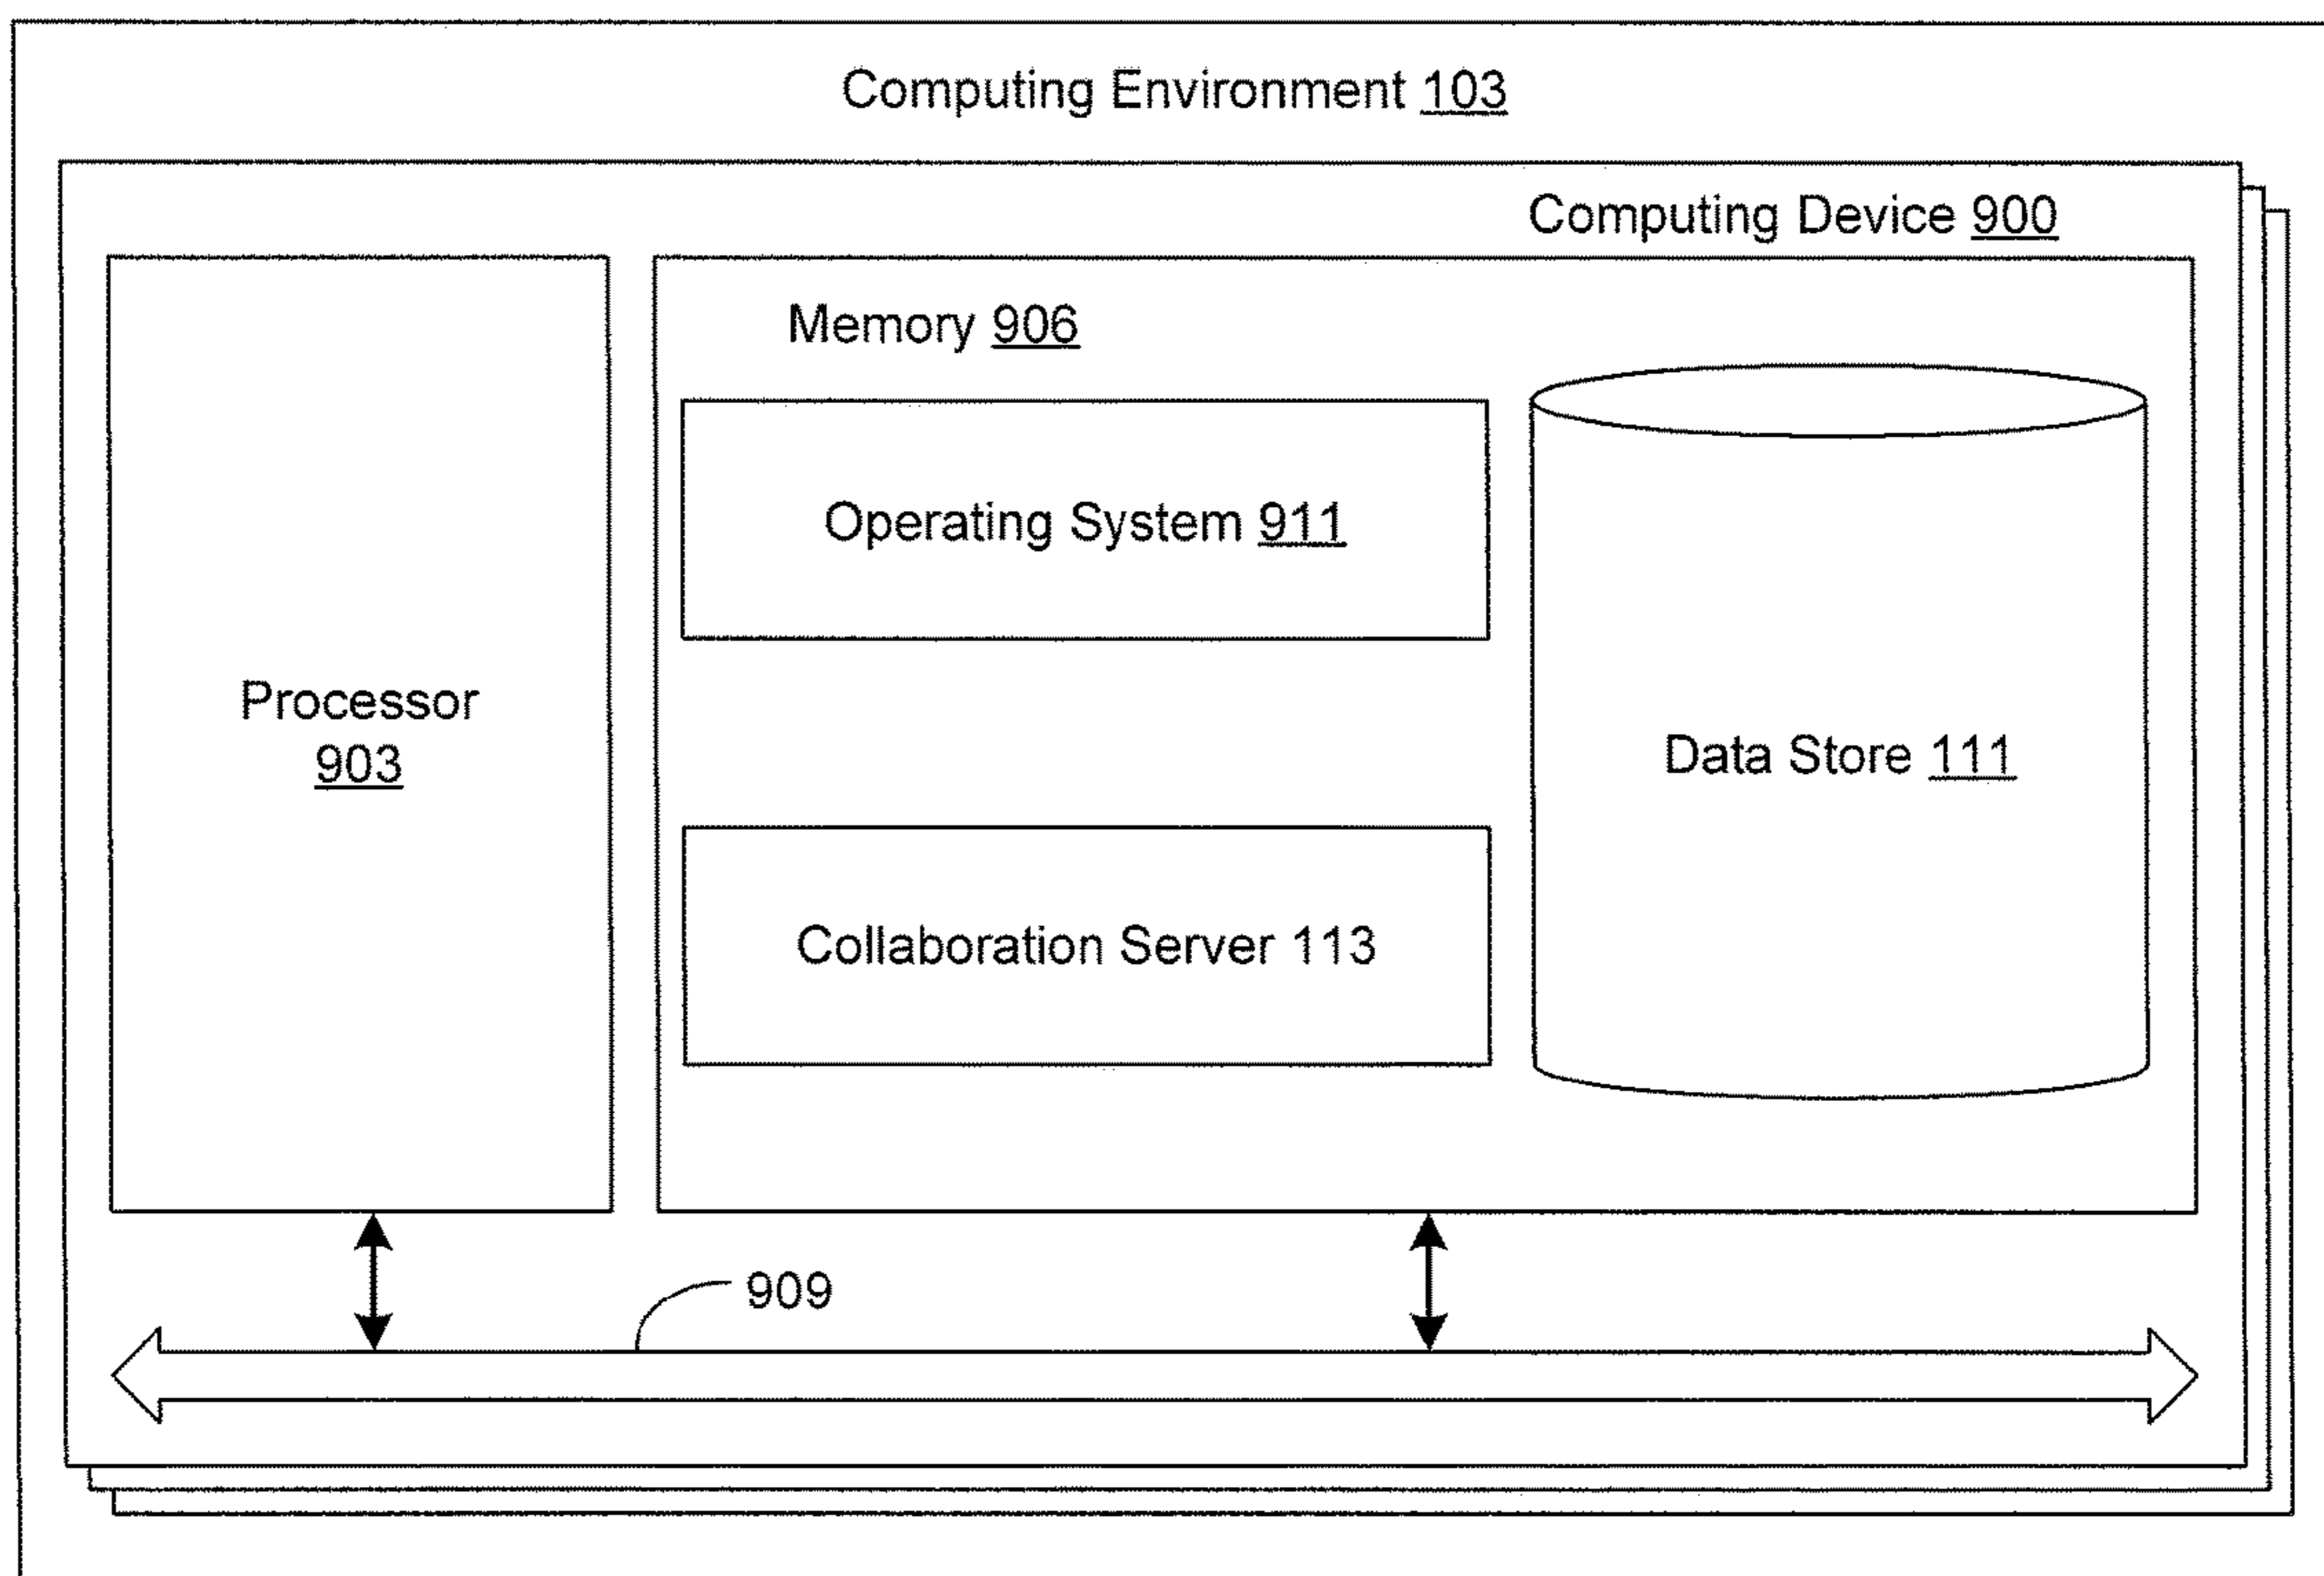 Computing Environment 103
Computing Device 900
Memory 906
Operating System 911
Processor
903
Data Store 111
Collaboration Server 113
909